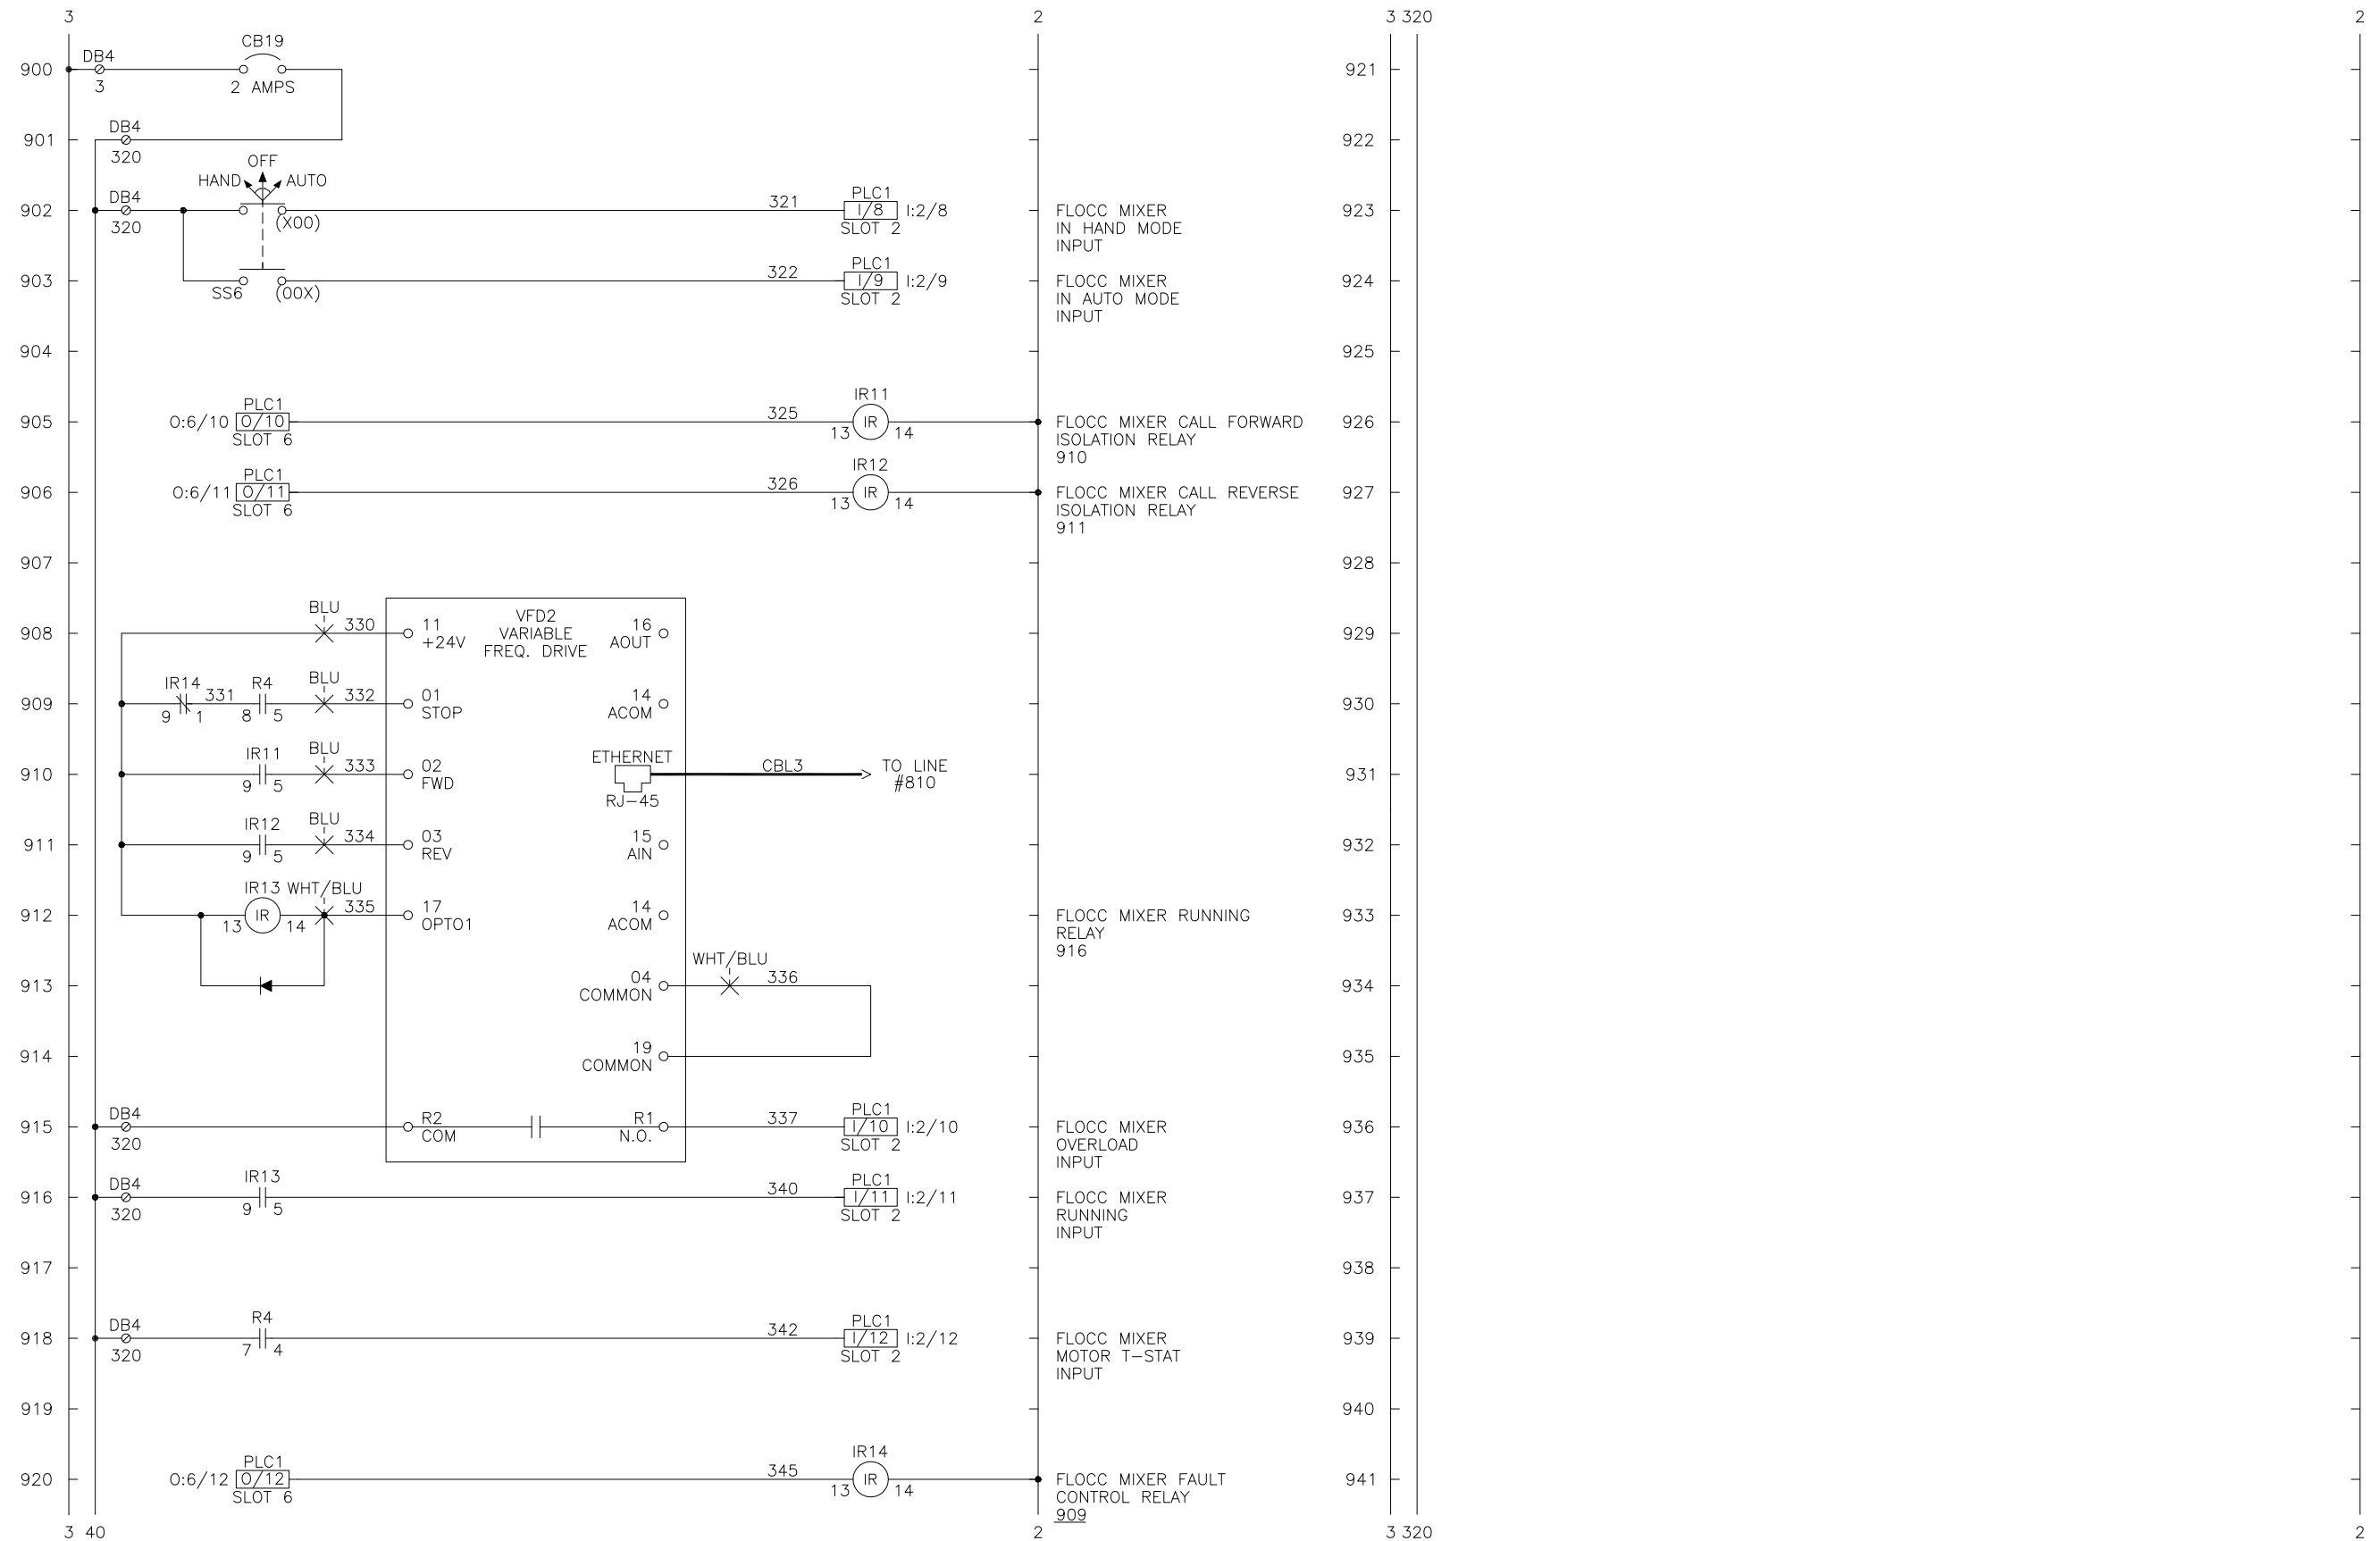 3
2
3 320
2
CB19
900
DB4
3
2 AMPS
921
901
DB4
320
922
OFF
HAND
AUTO
902
DB4
320
(X00)
321
PLC1
I/8
I:2/8
SLOT 2
FLOCC MIXER
IN HAND MODE
INPUT
923
903
SS6
(00X)
322
PLC1
I/9
I:2/9
SLOT 2
FLOCC MIXER
IN AUTO MODE
INPUT
924
904
925
905
O:6/10
PLC1
O/10
SLOT 6
325
IR11
IR
13
14
FLOCC MIXER CALL FORWARD
ISOLATION RELAY
910
926
906
O:6/11
PLC1
O/11
SLOT 6
326
IR12
IR
13
14
FLOCC MIXER CALL REVERSE
ISOLATION RELAY
911
927
907
928
908
BLU
330
11
+24V
VFD2
VARIABLE
FREQ. DRIVE
16
AOUT
929
909
IR14
9
1
331
R4
8
5
BLU
332
01
STOP
14
ACOM
930
910
IR11
9
5
BLU
333
02
FWD
ETHERNET
RJ-45
CBL3
TO LINE
#810
931
911
IR12
9
5
BLU
334
03
REV
15
AIN
932
912
IR13
IR
13
14
WHT/BLU
335
17
OPTO1
14
ACOM
FLOCC MIXER RUNNING
RELAY
916
933
913
04
COMMON
WHT/BLU
336
934
914
19
COMMON
935
915
DB4
320
R2
COM
R1
N.O.
337
PLC1
I/10
I:2/10
SLOT 2
FLOCC MIXER
OVERLOAD
INPUT
936
916
DB4
320
IR13
9
5
340
PLC1
I/11
I:2/11
SLOT 2
FLOCC MIXER
RUNNING
INPUT
937
917
938
918
DB4
320
R4
7
4
342
PLC1
I/12
I:2/12
SLOT 2
FLOCC MIXER
MOTOR T-STAT
INPUT
939
919
940
920
O:6/12
PLC1
O/12
SLOT 6
345
IR14
IR
13
14
FLOCC MIXER FAULT
CONTROL RELAY
909
941
3 40
2
3 320
2